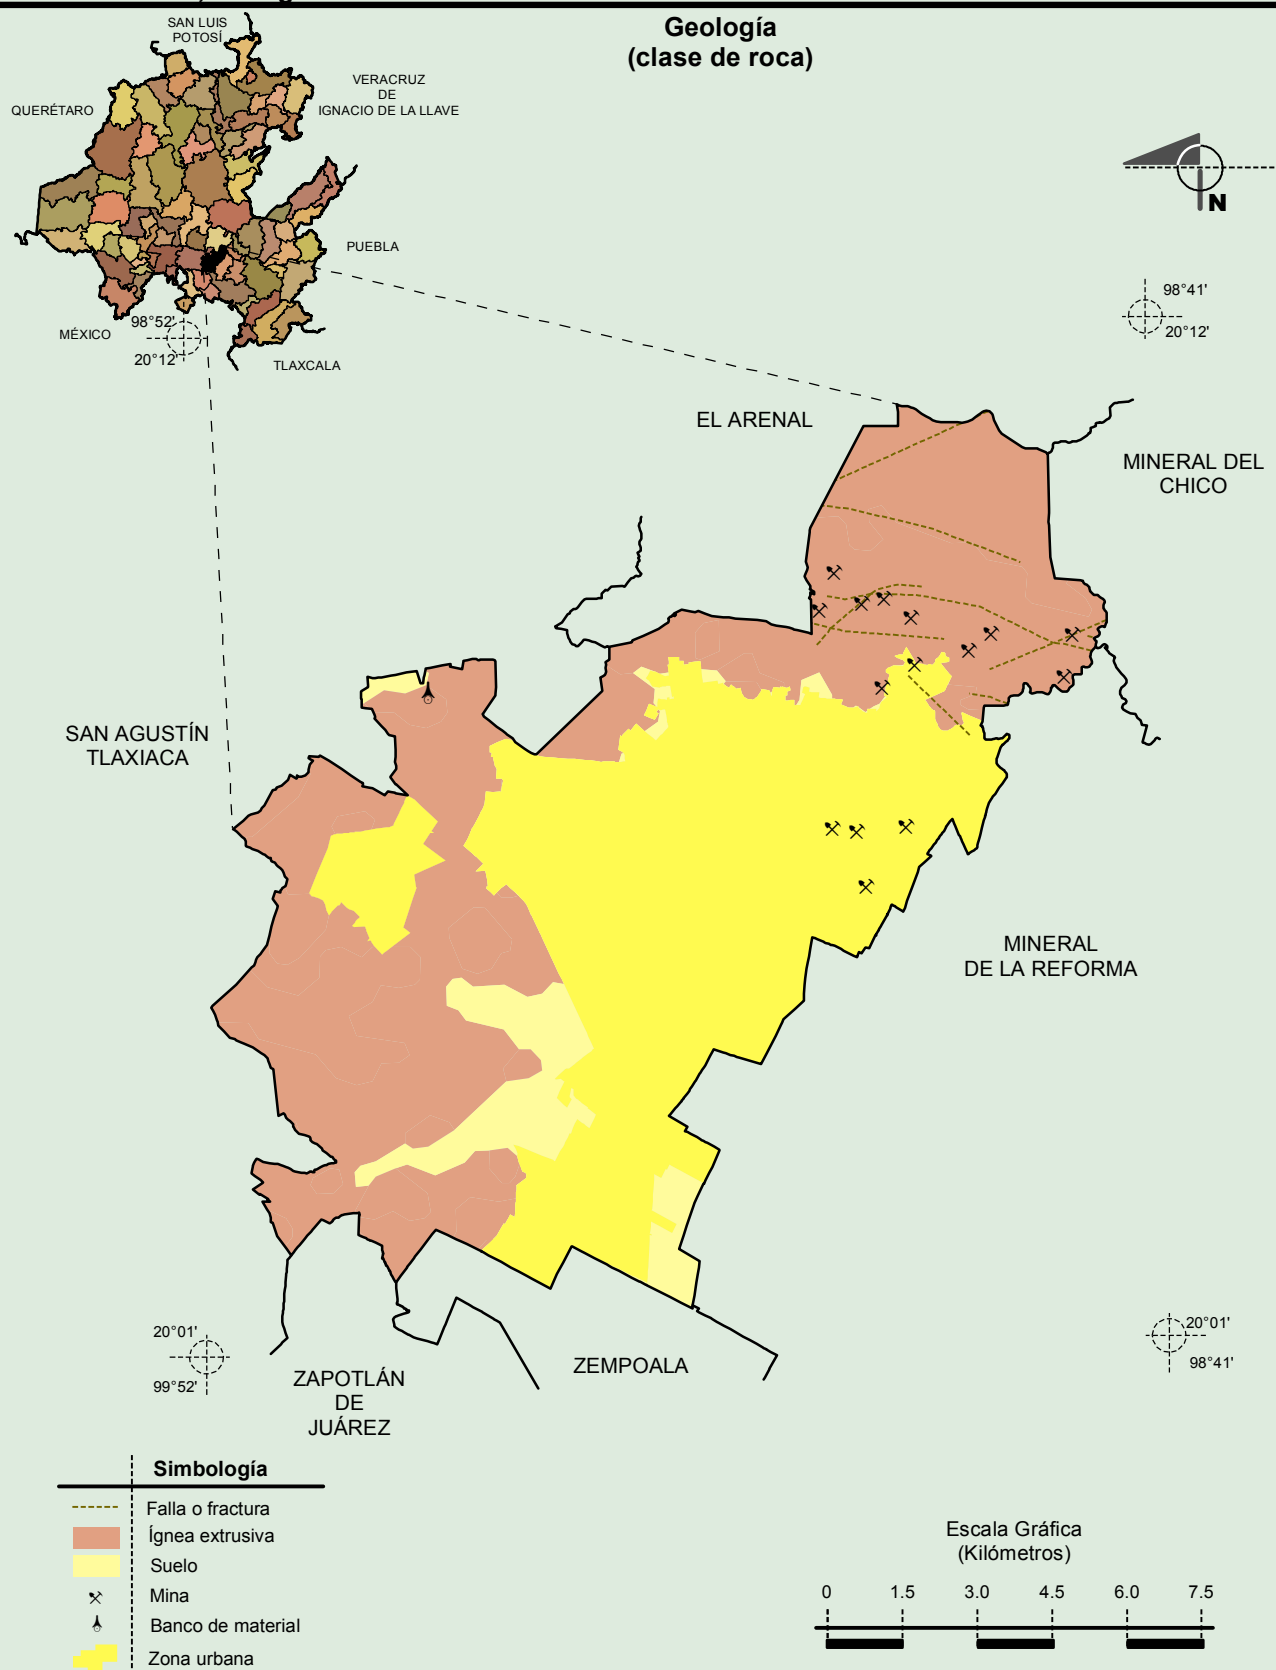 Geología
(clase de roca)
SAN LUIS
POTOSÍ
VERACRUZ
DE
IGNACIO DE LA LLAVE
QUERÉTARO
PUEBLA
MÉXICO
TLAXCALA
98°52'
20°12'
N
98°41'
20°12'
EL ARENAL
MINERAL DEL
CHICO
SAN AGUSTÍN
TLAXIACA
MINERAL
DE LA REFORMA
20°01'
99°52'
20°01'
98°41'
ZAPOTLÁN
DE
JUÁREZ
ZEMPOALA
Simbología
Falla o fractura
Ígnea extrusiva
Suelo
Mina
Banco de material
Zona urbana
Escala Gráfica
(Kilómetros)
0 1.5 3.0 4.5 6.0 7.5